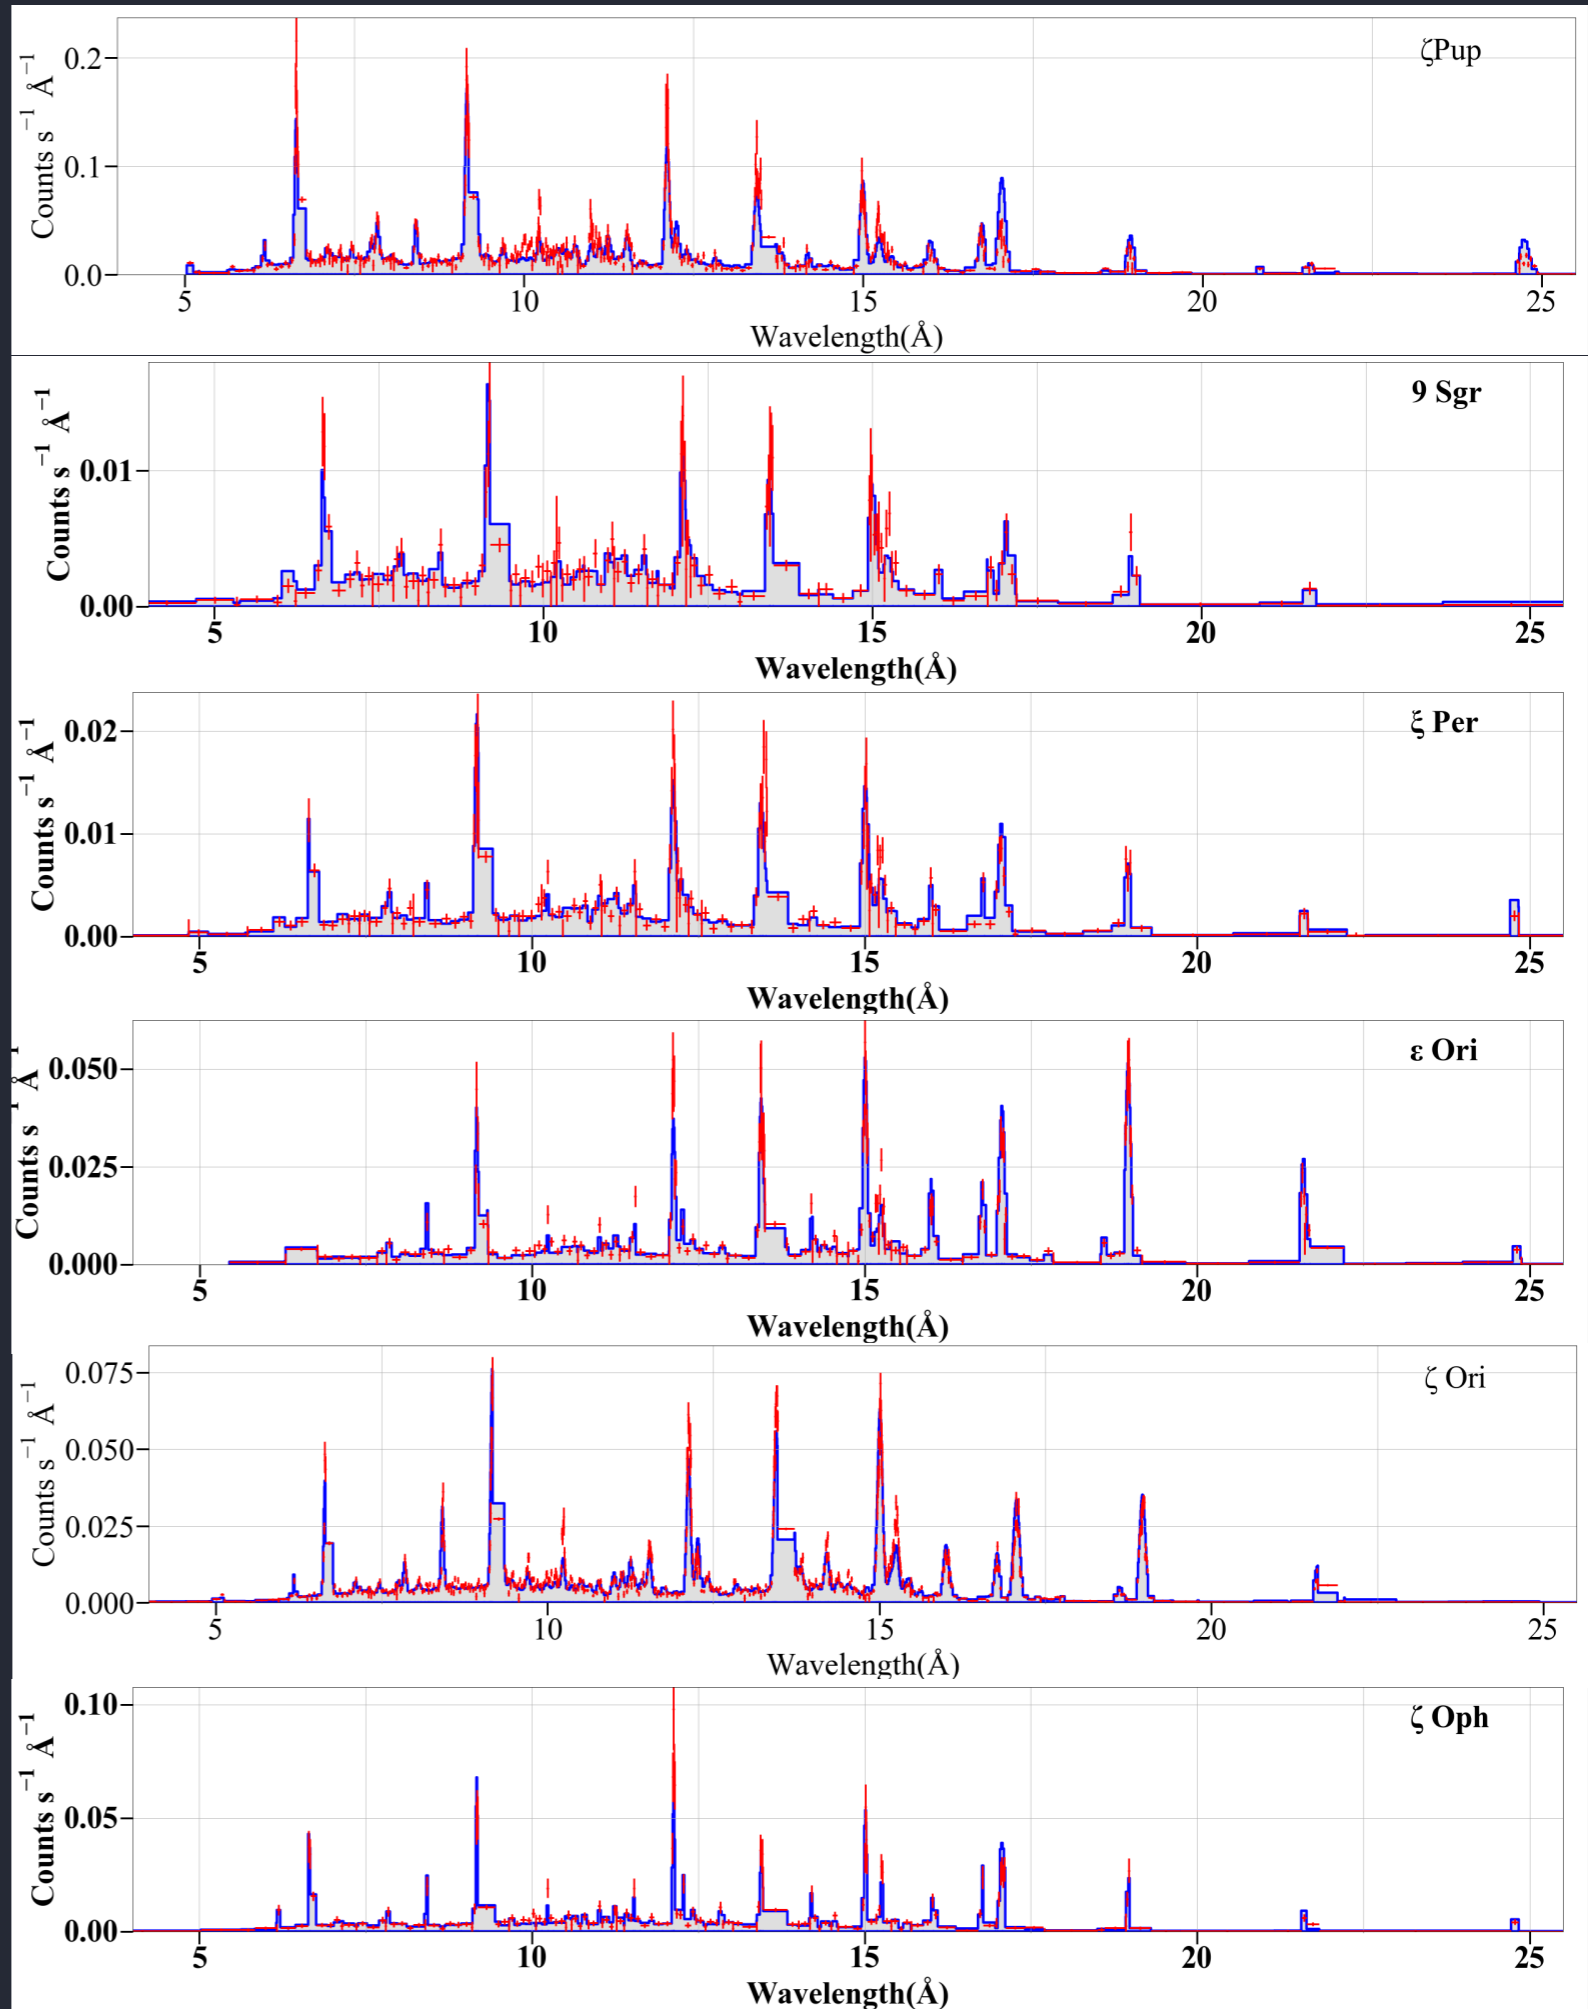 ζPup
Counts s⁻¹ Å⁻¹
0.2
0.1
0.0
5 10 15 20 25
Wavelength(Å)
9 Sgr
Counts s⁻¹ Å⁻¹
0.01
0.00
5 10 15 20 25
Wavelength(Å)
ξ Per
Counts s⁻¹ Å⁻¹
0.02
0.01
0.00
5 10 15 20 25
Wavelength(Å)
ε Ori
Counts s⁻¹ Å⁻¹
0.050
0.025
0.000
5 10 15 20 25
Wavelength(Å)
ζ Ori
Counts s⁻¹ Å⁻¹
0.075
0.050
0.025
0.000
5 10 15 20 25
Wavelength(Å)
ζ Oph
Counts s⁻¹ Å⁻¹
0.10
0.05
0.00
5 10 15 20 25
Wavelength(Å)